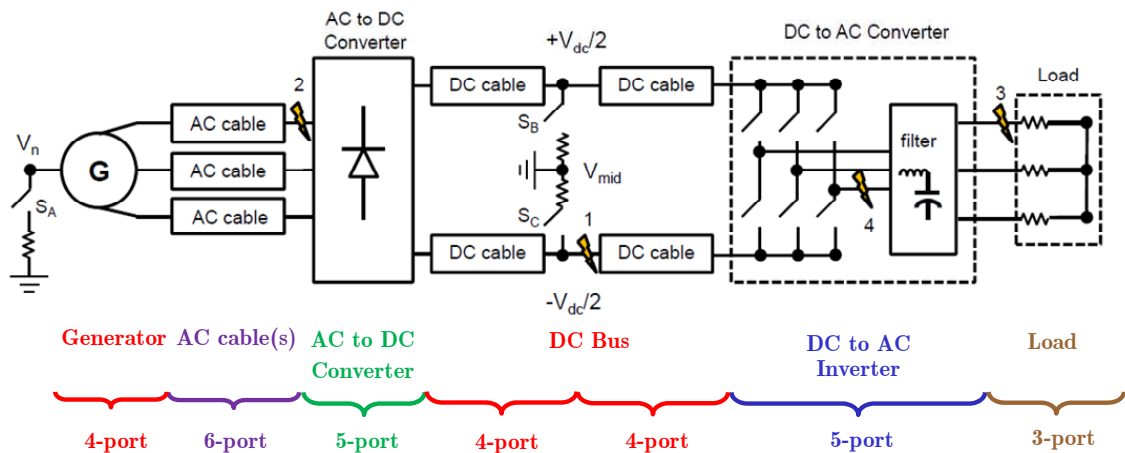 AC to DC
Converter
+Vdc/2
DC to AC Converter
Load
2
DC cable
DC cable
3
AC cable
SB
Vn
filter
G
AC cable
Vmid
SA
AC cable
SC
1
4
DC cable
DC cable
-Vdc/2
Generator
AC cable(s)
AC to DC
Converter
DC Bus
DC to AC
Inverter
Load
4-port
6-port
5-port
4-port
4-port
5-port
3-port